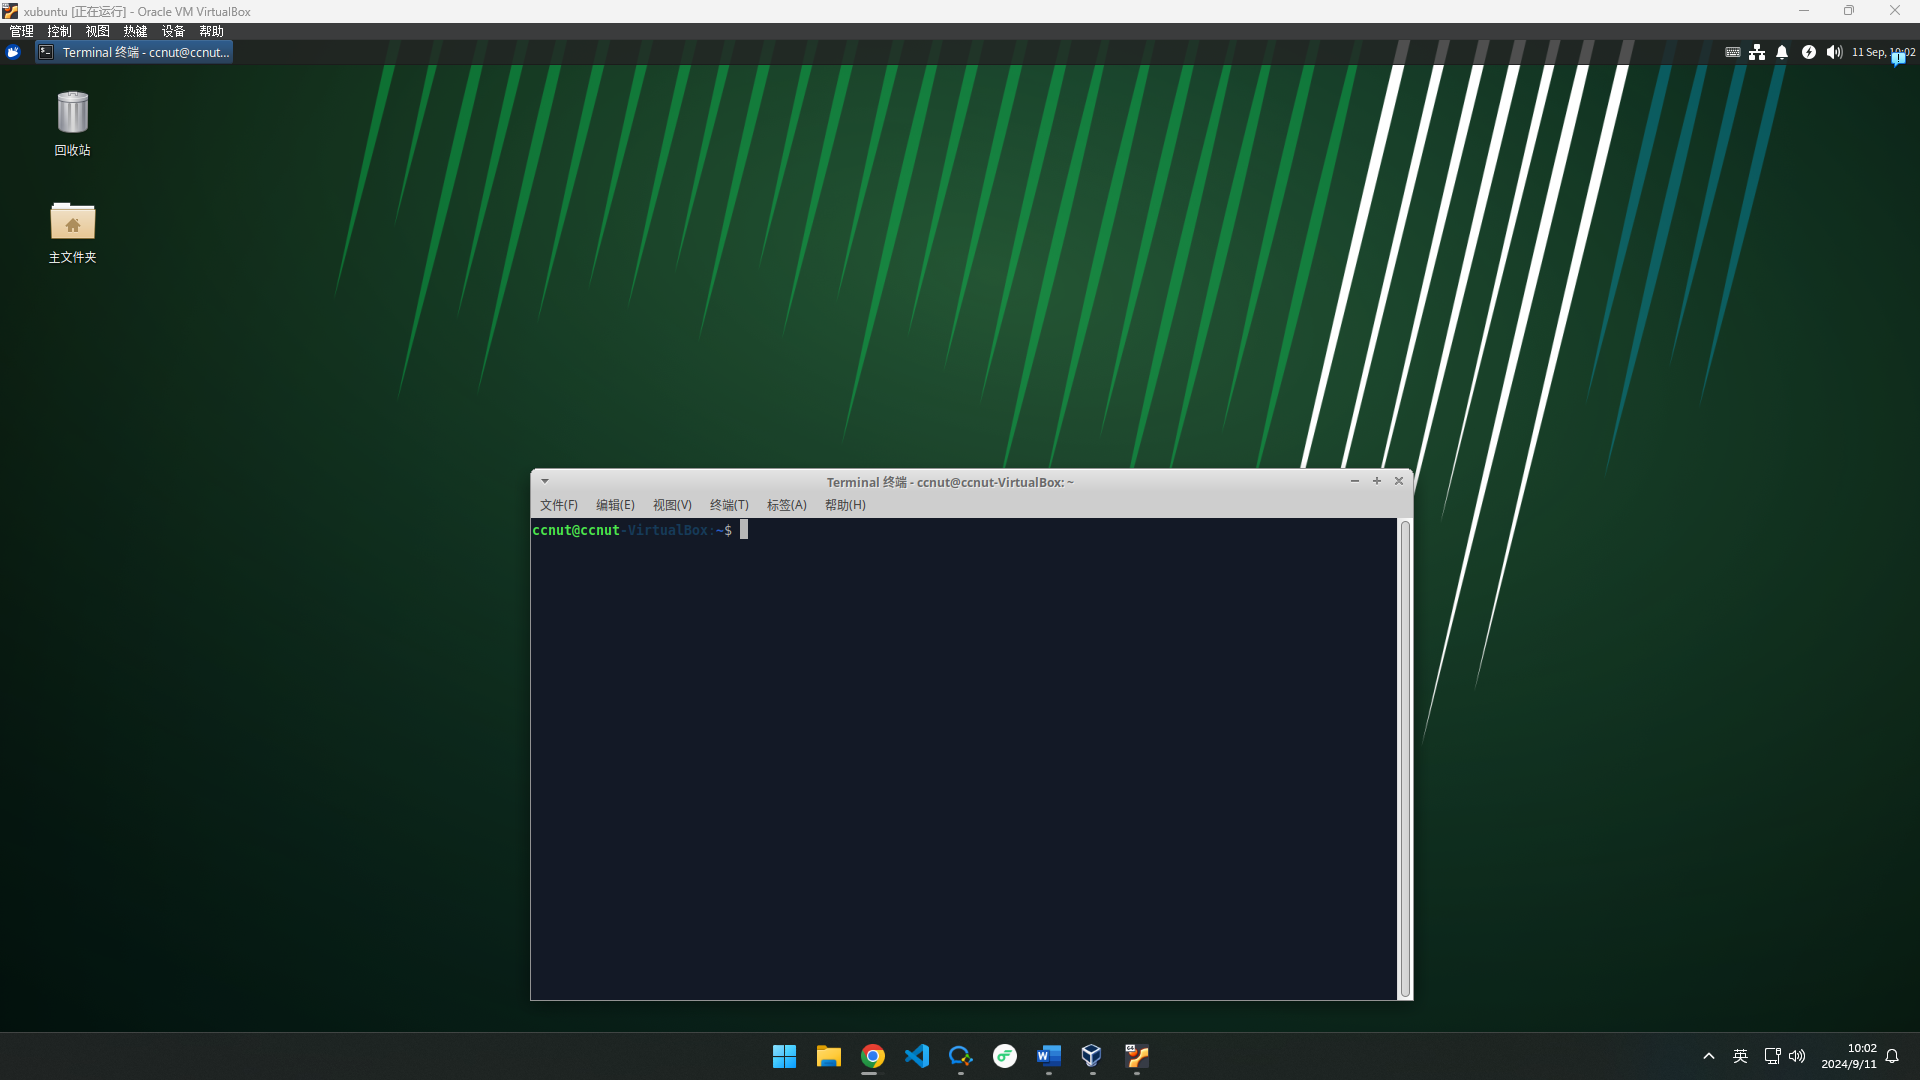 xubuntu [正在运行] - Oracle VM VirtualBox
管理 控制 视图 热键 设备 帮助
Terminal 终端 - ccnut@ccnut...
11 Sep, 10:02
回收站
主文件夹
Terminal 终端 - ccnut@ccnut-VirtualBox: ~
文件(F) 编辑(E) 视图(V) 终端(T) 标签(A) 帮助(H)
ccnut@ccnut-VirtualBox:~$
英
10:02
2024/9/11